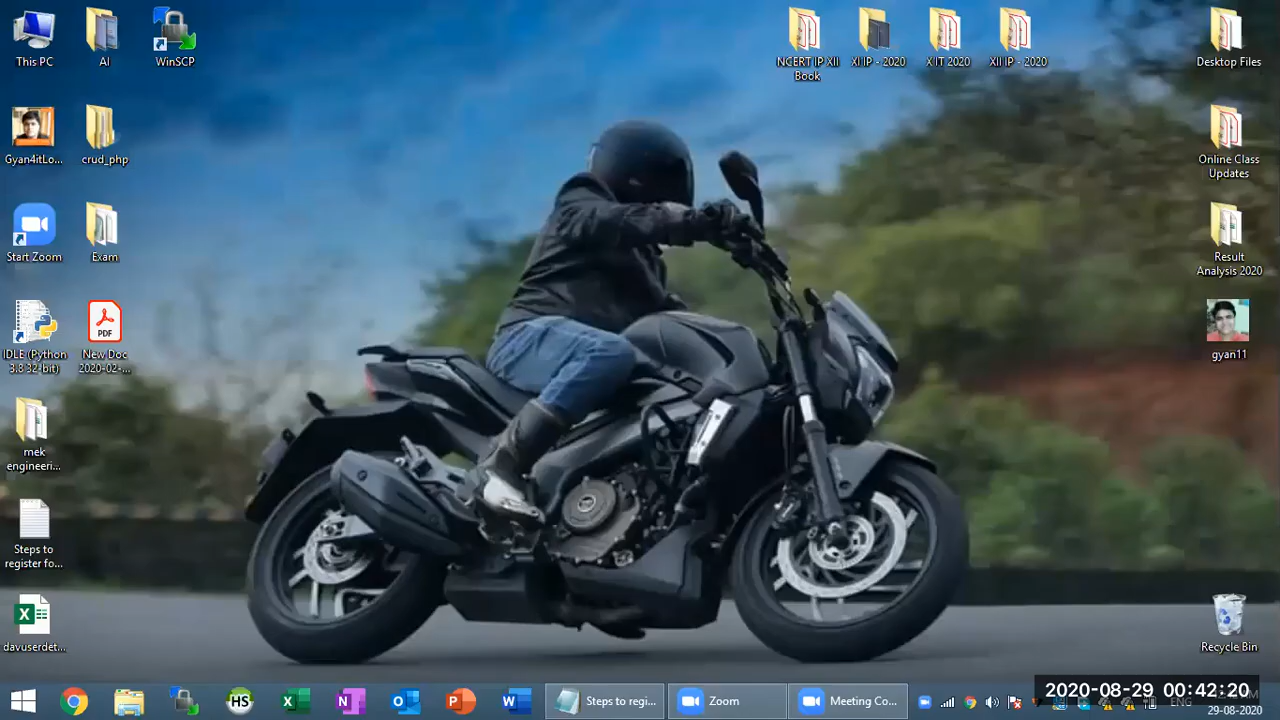 This PC
AI
WinSCP
NCERT IP XII
Book
XI IP - 2020
X IT 2020
XII IP - 2020
Desktop Files
Gyan4itLo...
crud_php
Online Class
Updates
Start Zoom
Exam
Result
Analysis 2020
IDLE (Python
3.8 32-bit)
PDF
New Doc
2020-02-...
gyan11
mek
engineeri...
Steps to
register fo...
davuserdet...
Recycle Bin
HS
Steps to regi...
Zoom
Meeting Co...
ENG
2020-08-29 00:42:20
29-08-2020